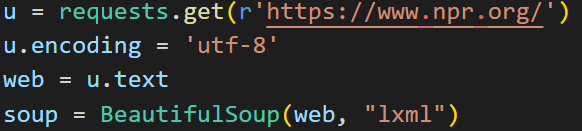 u = requests.get(r'https://www.npr.org/')
u.encoding = 'utf-8'
web = u.text
soup = BeautifulSoup(web, "lxml")